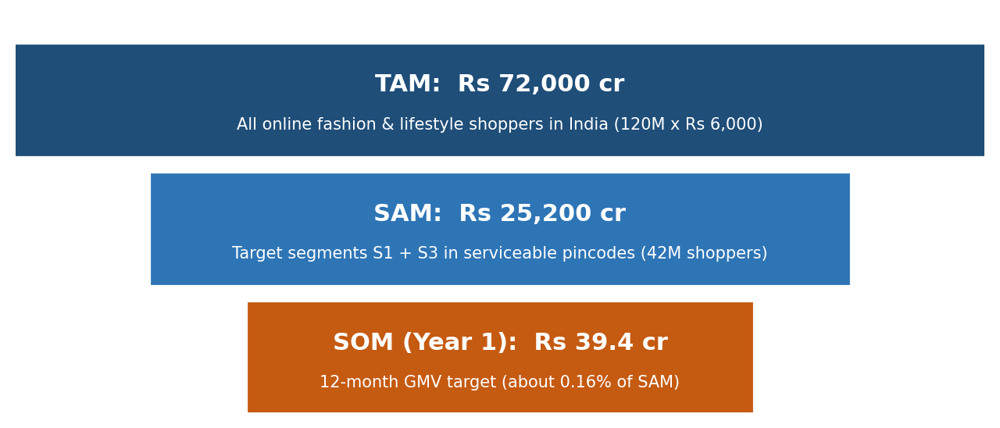 TAM:  Rs 72,000 cr
All online fashion & lifestyle shoppers in India (120M x Rs 6,000)
SAM:  Rs 25,200 cr
Target segments S1 + S3 in serviceable pincodes (42M shoppers)
SOM (Year 1):  Rs 39.4 cr
12-month GMV target (about 0.16% of SAM)